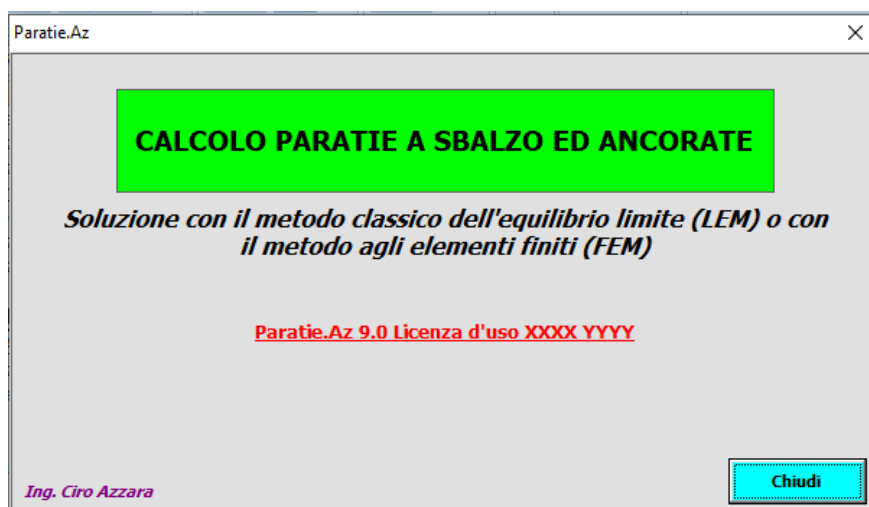 Paratie.Az
CALCOLO PARATIE A SBALZO ED ANCORATE
Soluzione con il metodo classico dell'equilibrio limite (LEM) o con
il metodo agli elementi finiti (FEM)
Paratie.Az 9.0 Licenza d'uso XXXX YYYY
Ing. Ciro Azzara
Chiudi